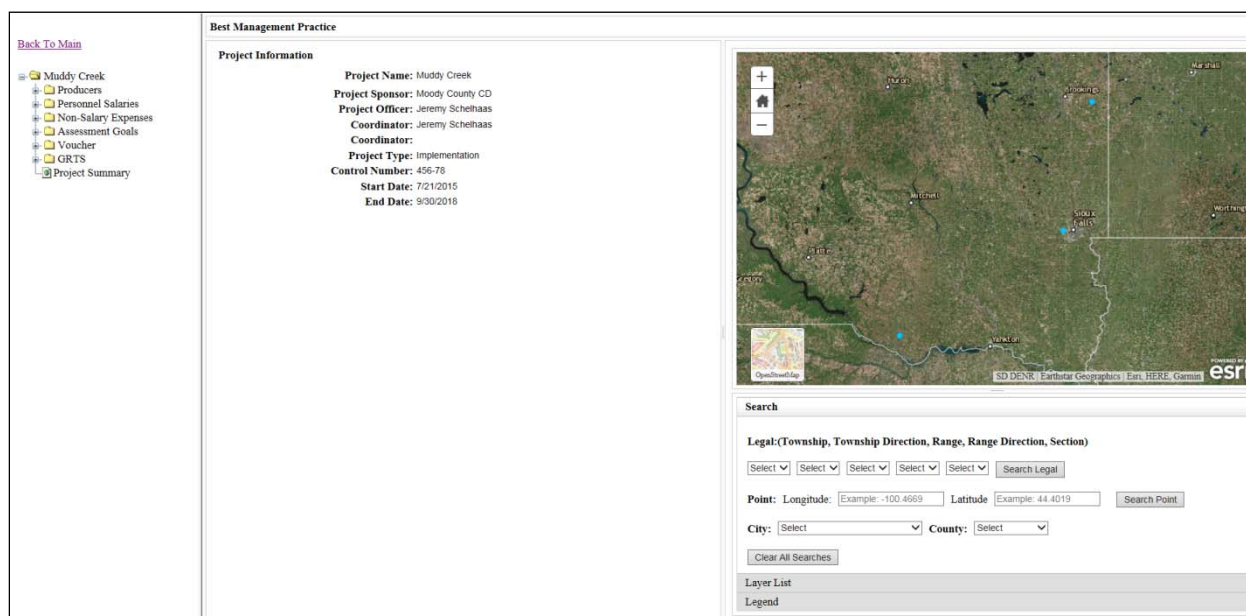 Back To Main
Muddy Creek
Producers
Personnel Salaries
Non-Salary Expenses
Assessment Goals
Voucher
GRTS
Project Summary
Best Management Practice
Project Information
Project Name: Muddy Creek
Project Sponsor: Moody County CD
Project Officer: Jeremy Schelhaas
Coordinator: Jeremy Schelhaas
Coordinator:
Project Type: Implementation
Control Number: 456-78
Start Date: 7/21/2015
End Date: 9/30/2018
+
−
Huron
Brookings
Marshall
Mitchell
Sioux
Falls
Worthing
Platte
Gregory
Yankton
OpenStreetMap
SD DENR | Earthstar Geographics | Esri, HERE, Garmin
POWERED BY
esri
Search
Legal:(Township, Township Direction, Range, Range Direction, Section)
Select Select Select Select Select Search Legal
Point: Longitude: Example: -100.4669 Latitude Example: 44.4019 Search Point
City: Select County: Select
Clear All Searches
Layer List
Legend